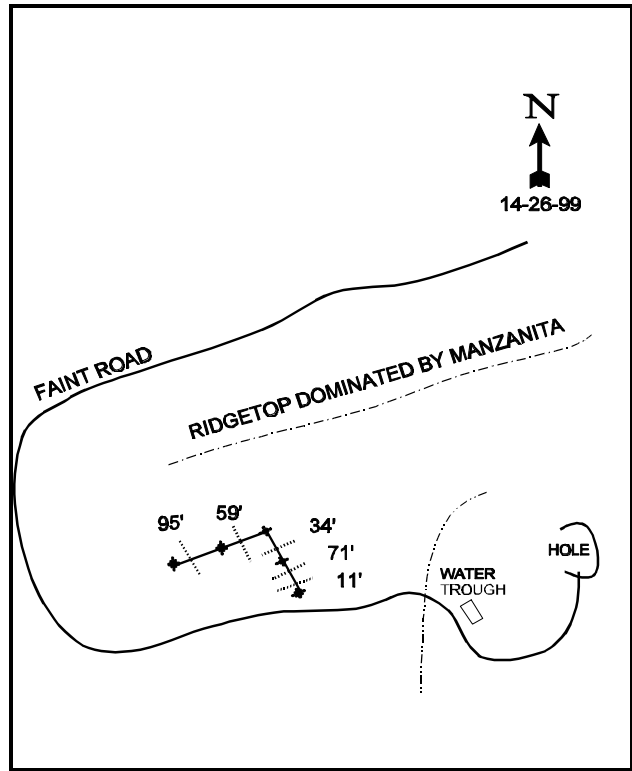 N
14-26-99
FAINT ROAD
RIDGETOP DOMINATED BY MANZANITA
95'
59'
34'
71'
11'
HOLE
WATER
TROUGH